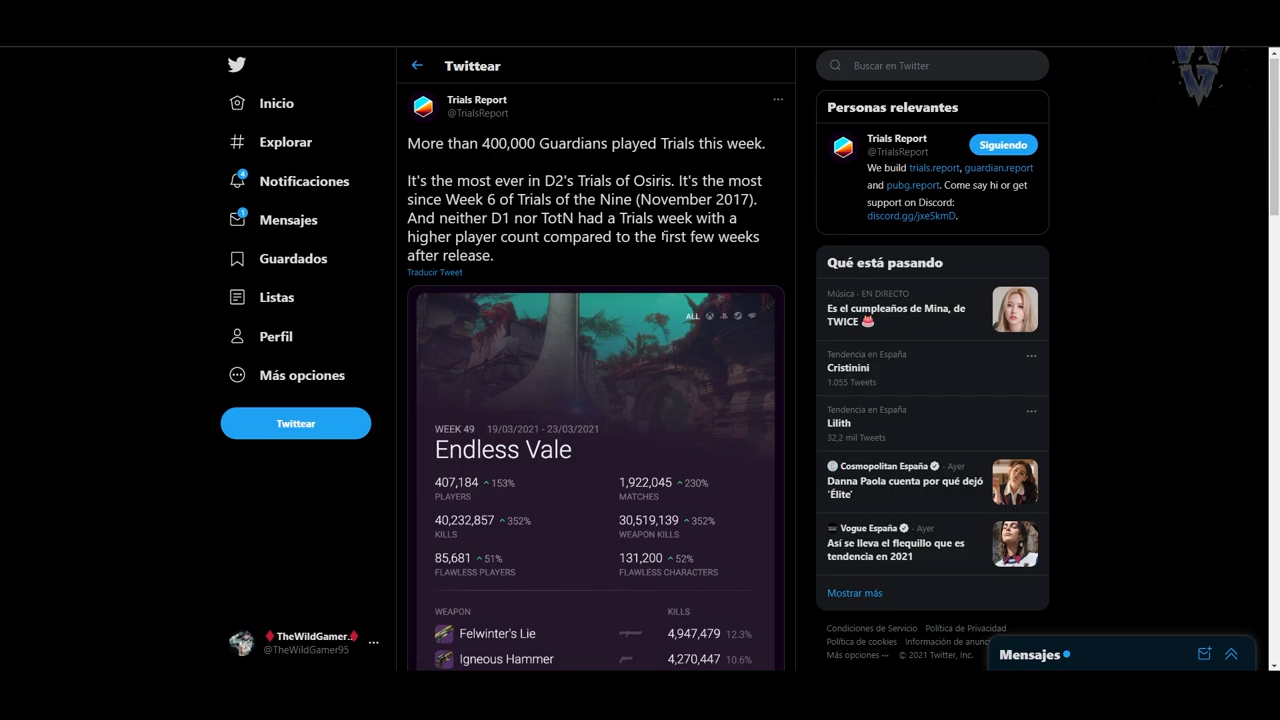 Inicio
Explorar
4
Notificaciones
1
Mensajes
Guardados
Listas
Perfil
Más opciones
Twittear
TheWildGamer..
@TheWildGamer95
Twittear
Trials Report
@TrialsReport
More than 400,000 Guardians played Trials this week.
It's the most ever in D2's Trials of Osiris. It's the most
since Week 6 of Trials of the Nine (November 2017).
And neither D1 nor TotN had a Trials week with a
higher player count compared to the first few weeks
after release.
Traducir Tweet
ALL
WEEK 49 19/03/2021 - 23/03/2021
Endless Vale
407,184 153% 1,922,045 230%
PLAYERS MATCHES
40,232,857 352% 30,519,139 352%
KILLS WEAPON KILLS
85,681 51% 131,200 52%
FLAWLESS PLAYERS FLAWLESS CHARACTERS
WEAPON KILLS
Felwinter's Lie 4,947,479 12.3%
Igneous Hammer 4,270,447 10.6%
Buscar en Twitter
Personas relevantes
Trials Report
@TrialsReport
Siguiendo
We build trials.report, guardian.report
and pubg.report. Come say hi or get
support on Discord:
discord.gg/jxeSkmD.
Qué está pasando
Música · EN DIRECTO
Es el cumpleaños de Mina, de
TWICE
Tendencia en España
Cristinini
1.055 Tweets
Tendencia en España
Lilith
32,2 mil Tweets
Cosmopolitan España · Ayer
Danna Paola cuenta por qué dejó
'Élite'
Vogue España · Ayer
Así se lleva el flequillo que es
tendencia en 2021
Mostrar más
Condiciones de Servicio Política de Privacidad
Política de cookies Información de anunc
Más opciones ··· © 2021 Twitter, Inc.
Mensajes